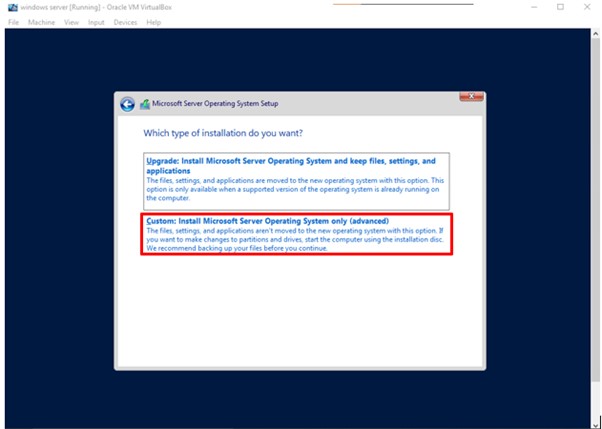 windows server [Running] - Oracle VM VirtualBox
File Machine View Input Devices Help
Microsoft Server Operating System Setup
Which type of installation do you want?
Upgrade: Install Microsoft Server Operating System and keep files, settings, and
applications
The files, settings, and applications are moved to the new operating system with this option. This
option is only available when a supported version of the operating system is already running on
the computer.
Custom: Install Microsoft Server Operating System only (advanced)
The files, settings, and applications aren't moved to the new operating system with this option. If
you want to make changes to partitions and drives, start the computer using the installation disc.
We recommend backing up your files before you continue.